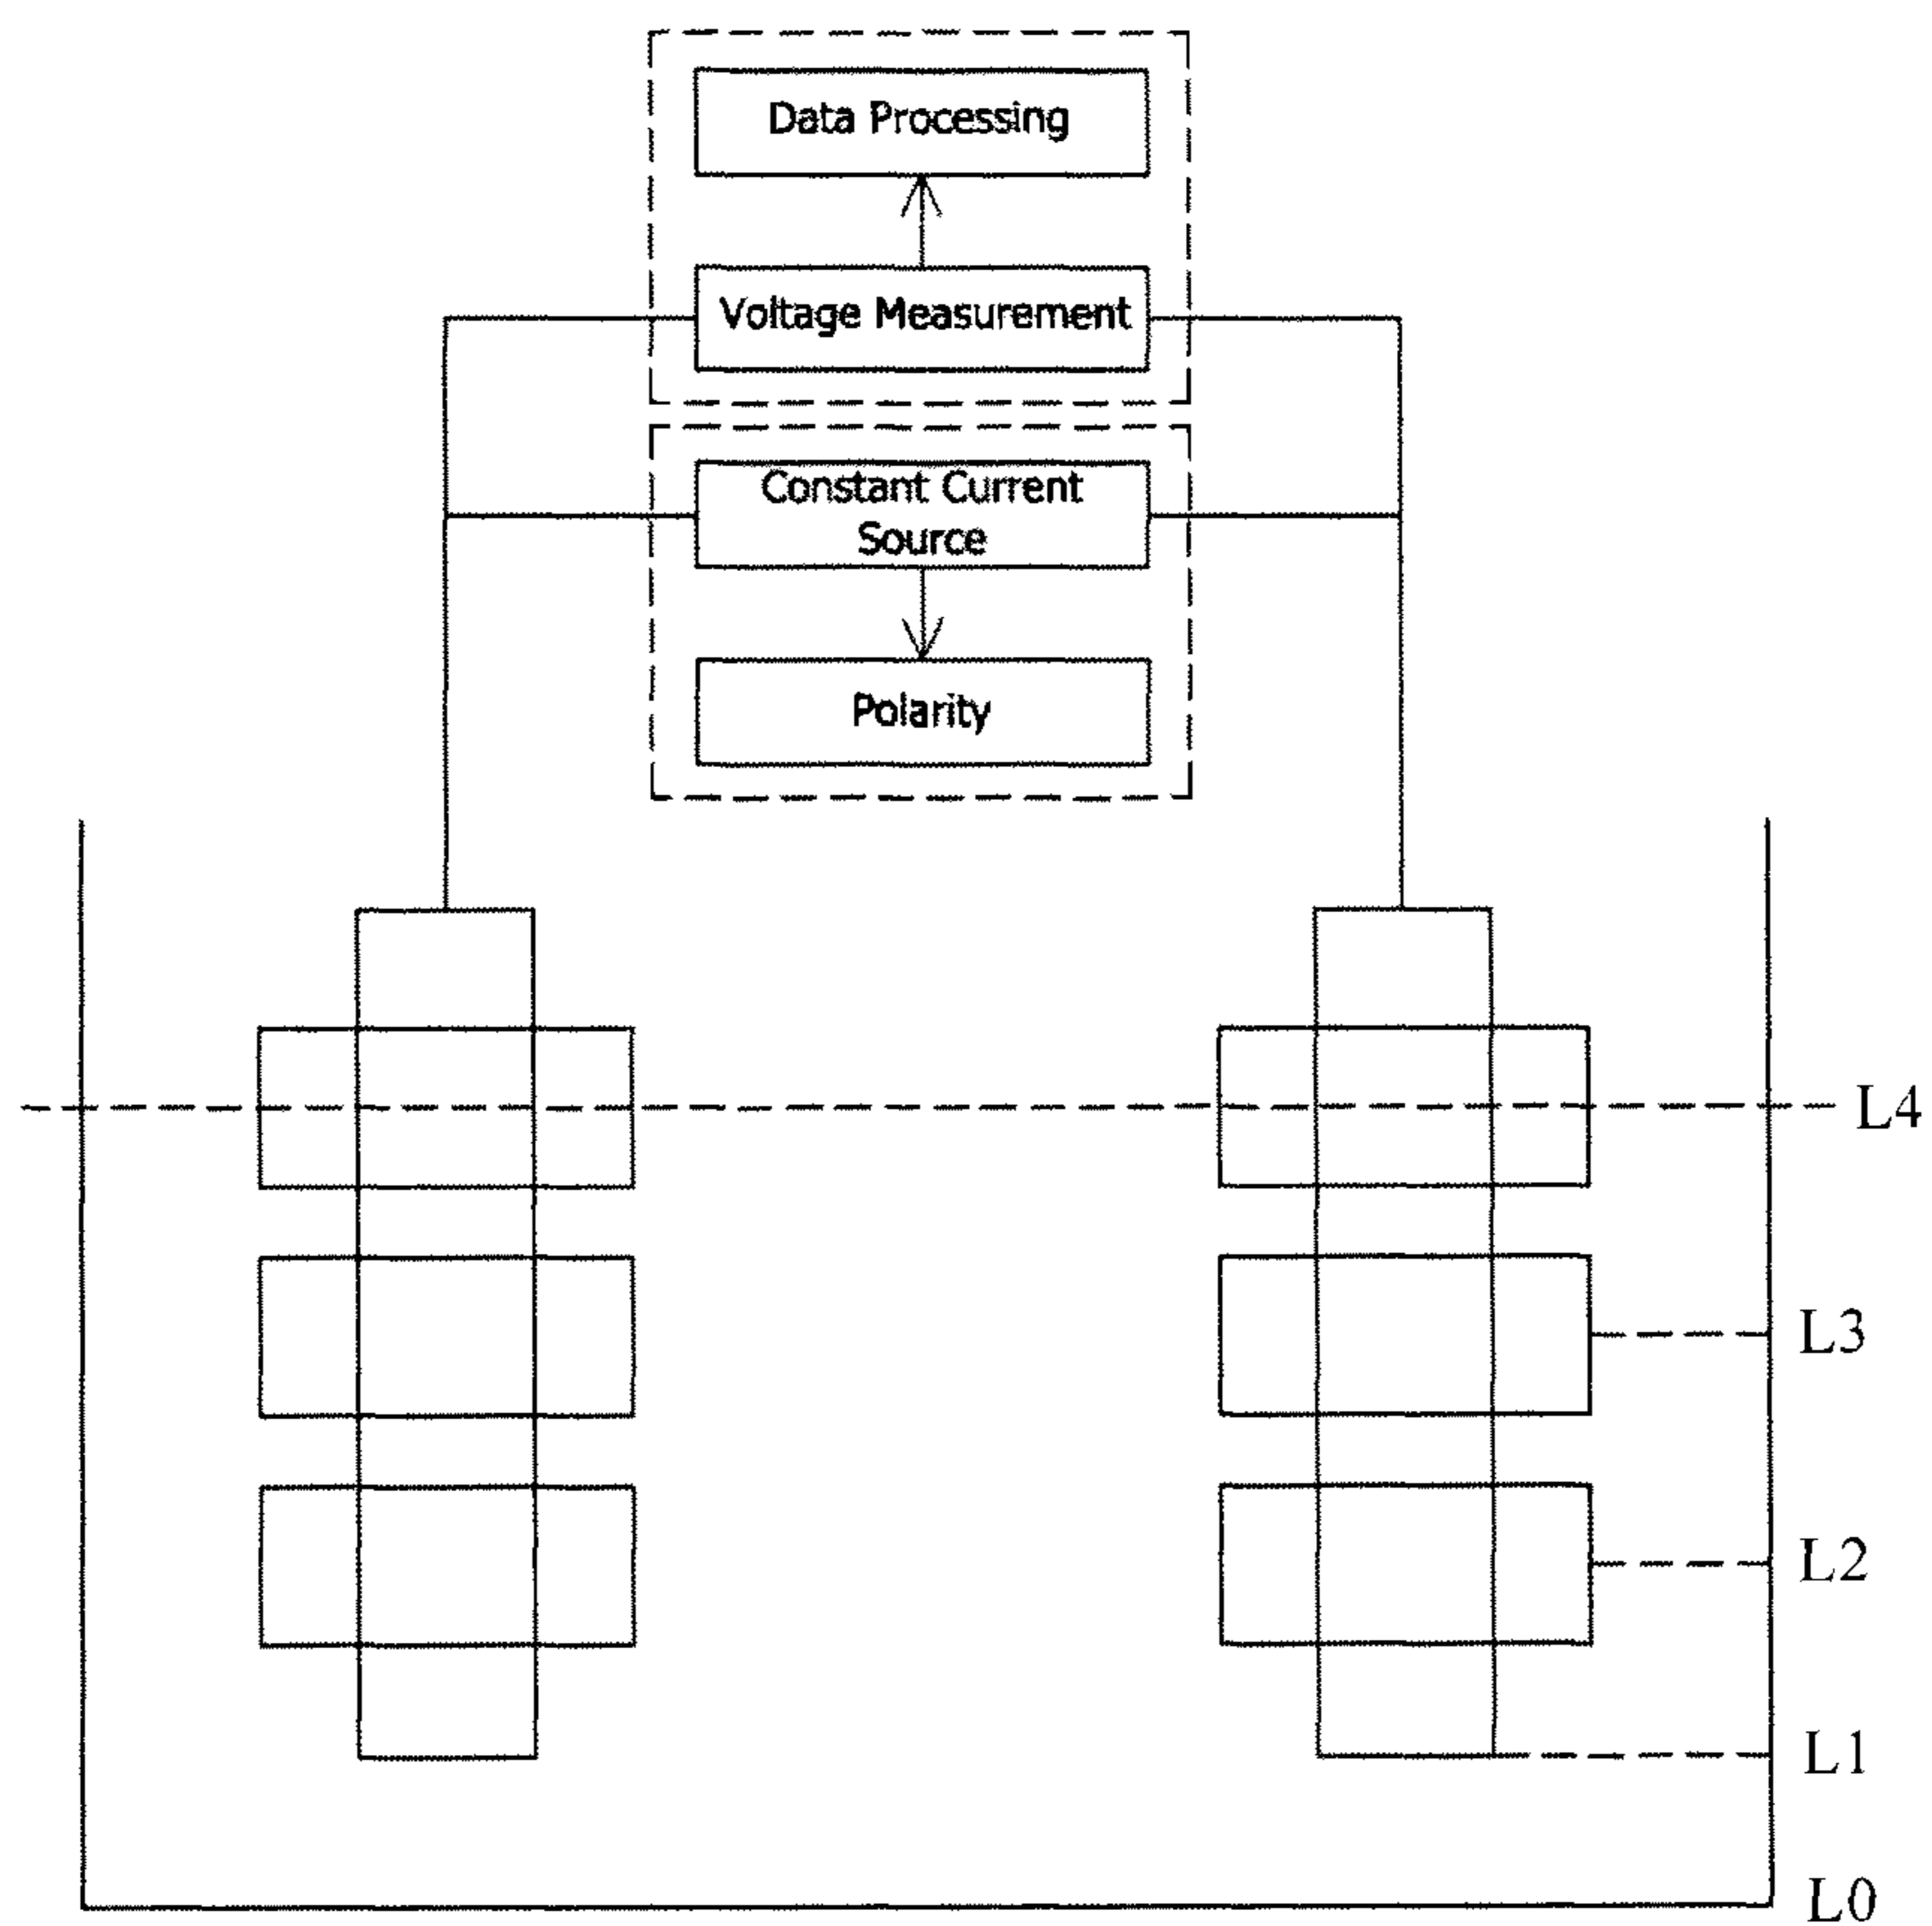 Data Processing
Voltage Measurement
Constant Current
Source
Polarity
L4
L3
L2
L1
L0